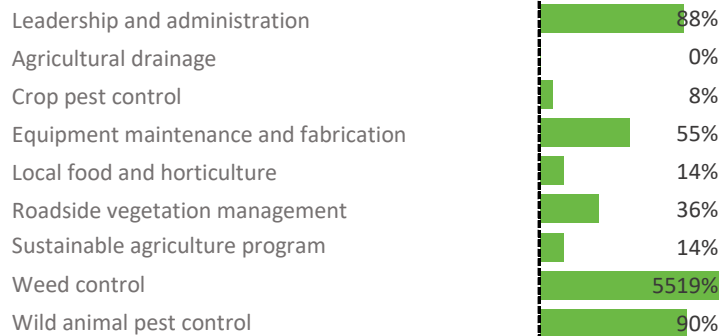 Leadership and administration 88%
Agricultural drainage 0%
Crop pest control 8%
Equipment maintenance and fabrication 55%
Local food and horticulture 14%
Roadside vegetation management 36%
Sustainable agriculture program 14%
Weed control 5519%
Wild animal pest control 90%